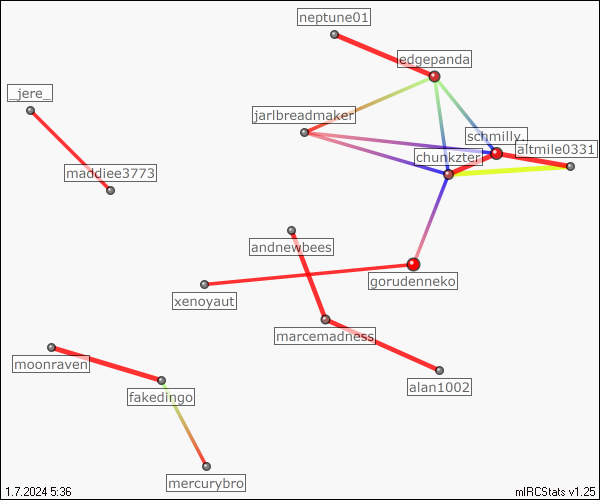 neptune01
edgepanda
_jere_
jarlbreadmaker
schmilly.
altmile0331
chunkzter
maddiee3773
andnewbees
gorudenneko
xenoyaut
marcemadness
moonraven
alan1002
fakedingo
mercurybro
1.7.2024 5:36
mIRCStats v1.25